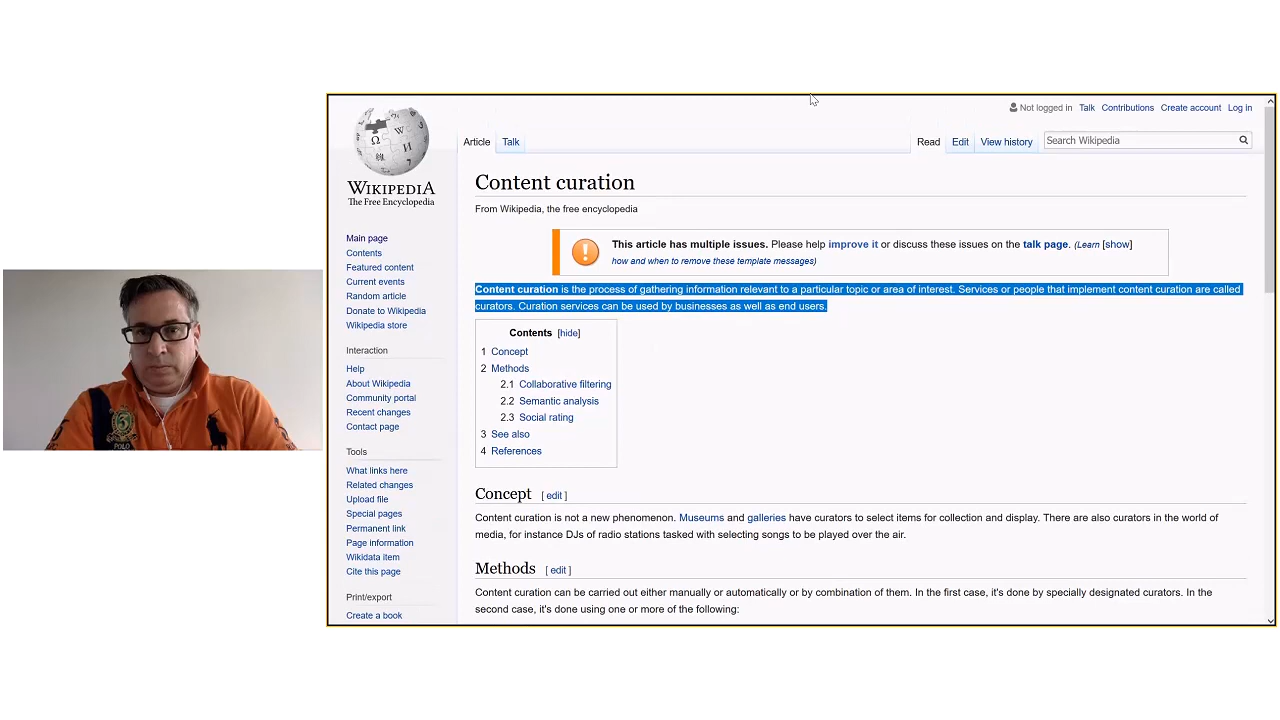 3
POLO
Not logged in Talk Contributions Create account Log in
WIKIPEDIA
The Free Encyclopedia
Article Talk Read Edit View history Search Wikipedia
Main page
Contents
Featured content
Current events
Random article
Donate to Wikipedia
Wikipedia store
Interaction
Help
About Wikipedia
Community portal
Recent changes
Contact page
Tools
What links here
Related changes
Upload file
Special pages
Permanent link
Page information
Wikidata item
Cite this page
Print/export
Create a book
Content curation
From Wikipedia, the free encyclopedia
This article has multiple issues. Please help improve it or discuss these issues on the talk page. (Learn [show]
how and when to remove these template messages)
Content curation is the process of gathering information relevant to a particular topic or area of interest. Services or people that implement content curation are called
curators. Curation services can be used by businesses as well as end users.
Contents [hide]
1 Concept
2 Methods
2.1 Collaborative filtering
2.2 Semantic analysis
2.3 Social rating
3 See also
4 References
Concept [ edit ]
Content curation is not a new phenomenon. Museums and galleries have curators to select items for collection and display. There are also curators in the world of
media, for instance DJs of radio stations tasked with selecting songs to be played over the air.
Methods [ edit ]
Content curation can be carried out either manually or automatically or by combination of them. In the first case, it's done by specially designated curators. In the
second case, it's done using one or more of the following: